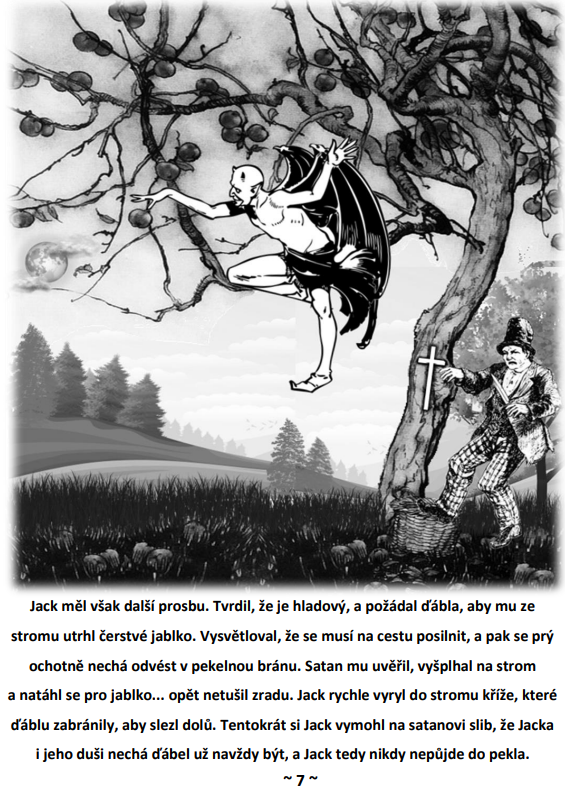 Jack měl však další prosbu. Tvrdil, že je hladový, a požádal ďábla, aby mu ze
stromu utrhl čerstvé jablko. Vysvětloval, že se musí na cestu posilnit, a pak se prý
ochotně nechá odvést v pekelnou bránu. Satan mu uvěřil, vyšplhal na strom
a natáhl se pro jablko... opět netušil zradu. Jack rychle vyryl do stromu kříže, které
ďáblu zabránily, aby slezl dolů. Tentokrát si Jack vymohl na satanovi slib, že Jacka
i jeho duši nechá ďábel už navždy být, a Jack tedy nikdy nepůjde do pekla.
~ 7 ~